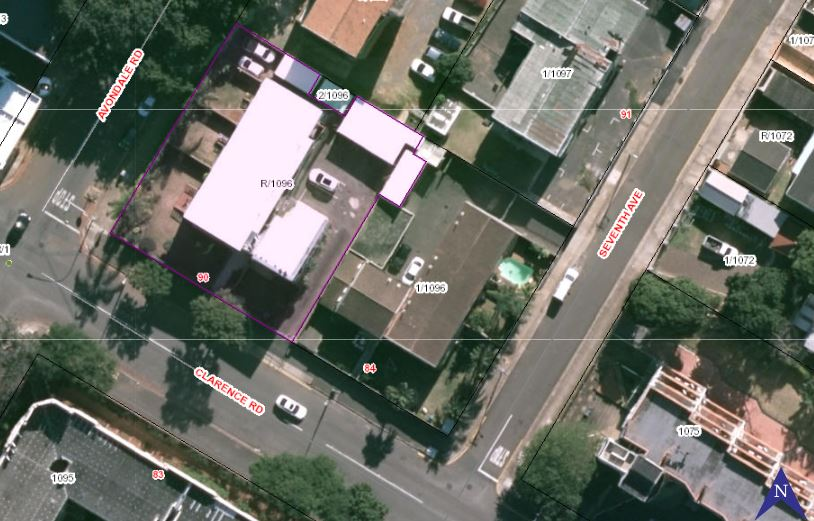 AVONDALE RD
2/1096
1/1097
91
R/1072
R/1096
SEVENTH AVE
1/1072
90
1/1096
84
CLARENCE RD
1075
1095
83
STOP
N